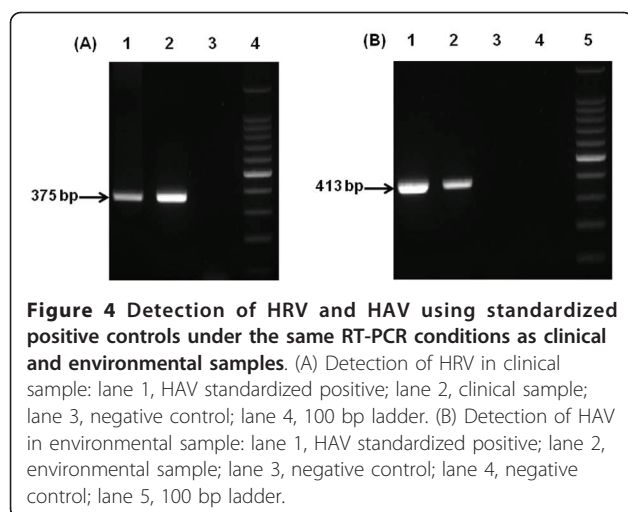 (A) 1 2 3 4 (B) 1 2 3 4 5
375 bp
413 bp
Figure 4 Detection of HRV and HAV using standardized
positive controls under the same RT-PCR conditions as clinical
and environmental samples. (A) Detection of HRV in clinical
sample: lane 1, HAV standardized positive; lane 2, clinical sample;
lane 3, negative control; lane 4, 100 bp ladder. (B) Detection of HAV
in environmental sample: lane 1, HAV standardized positive; lane 2,
environmental sample; lane 3, negative control; lane 4, negative
control; lane 5, 100 bp ladder.